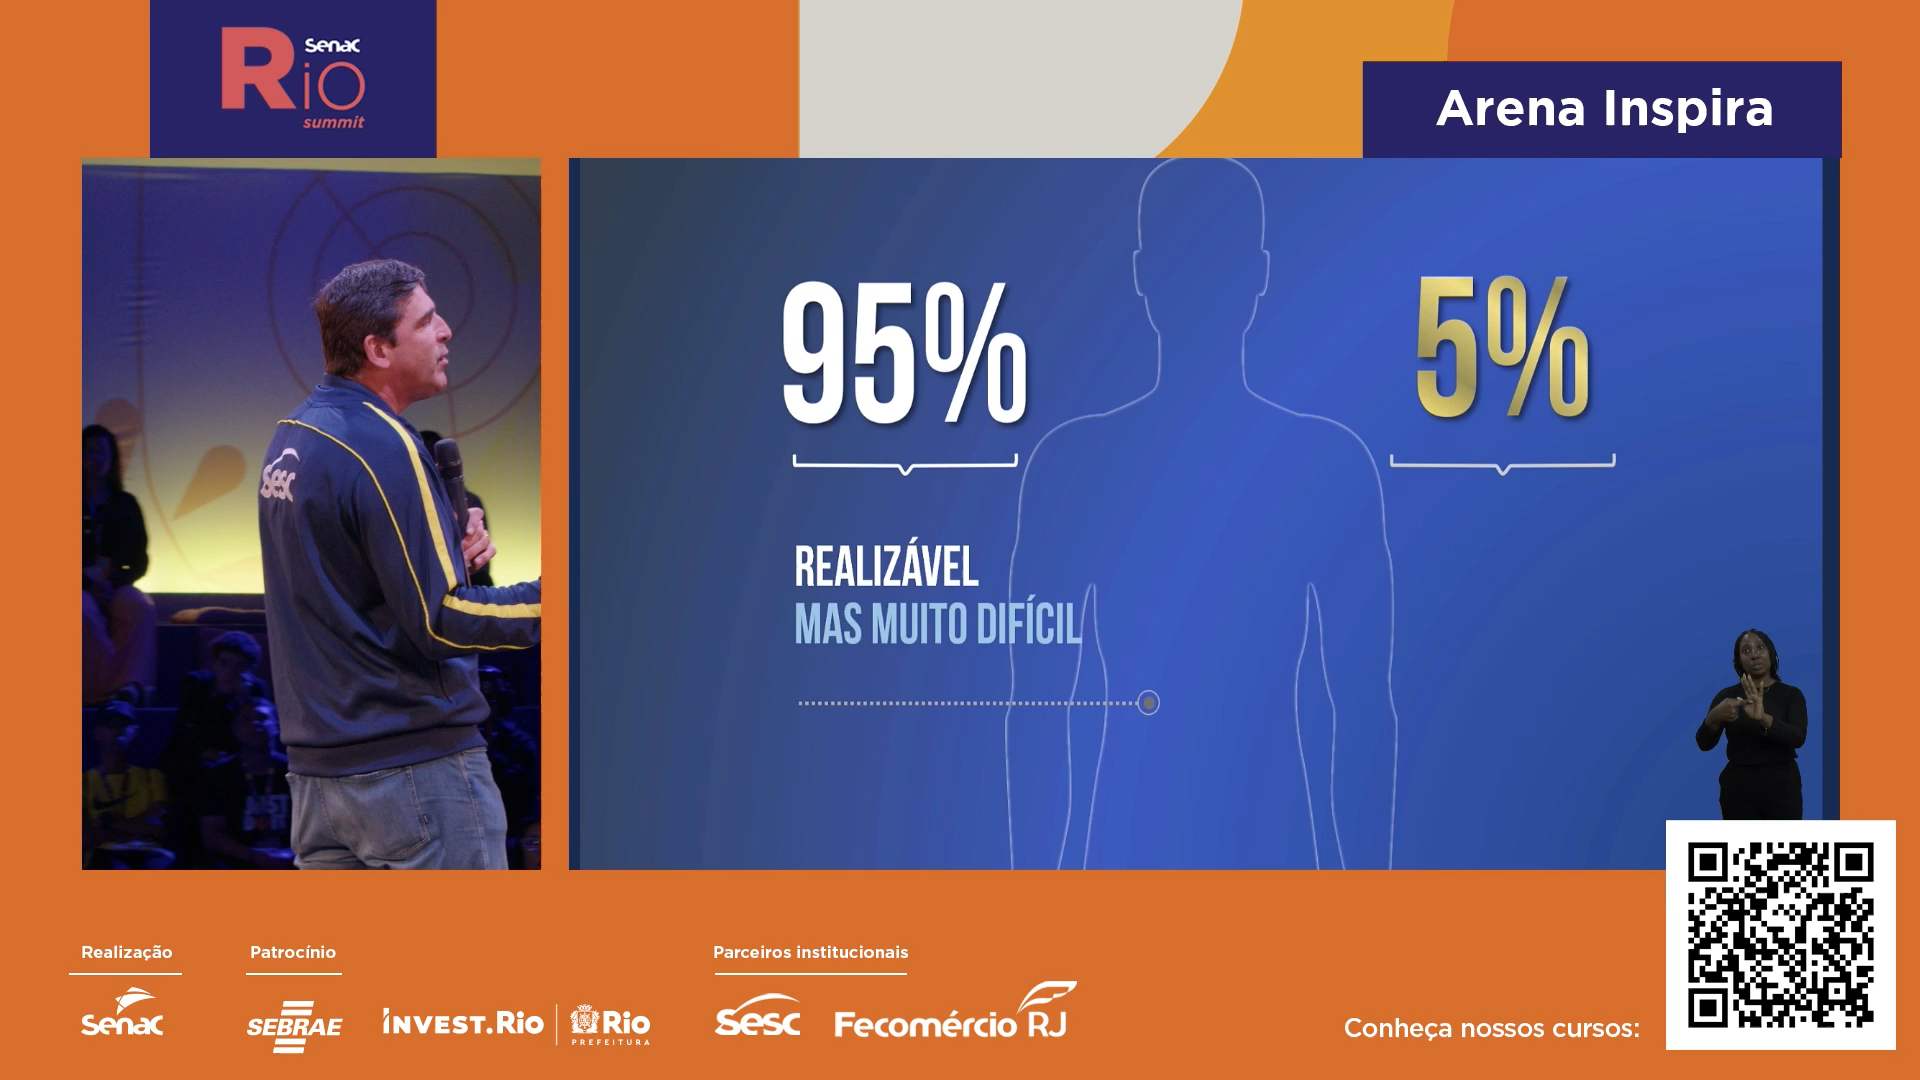 Senac
Rio
summit
Arena Inspira
Sesc
95%
5%
REALIZÁVEL
MAS MUITO DIFÍCIL
Realização
Patrocínio
Parceiros institucionais
Senac
SEBRAE
INVEST.Rio
Rio
PREFEITURA
Sesc
Fecomércio RJ
Conheça nossos cursos: